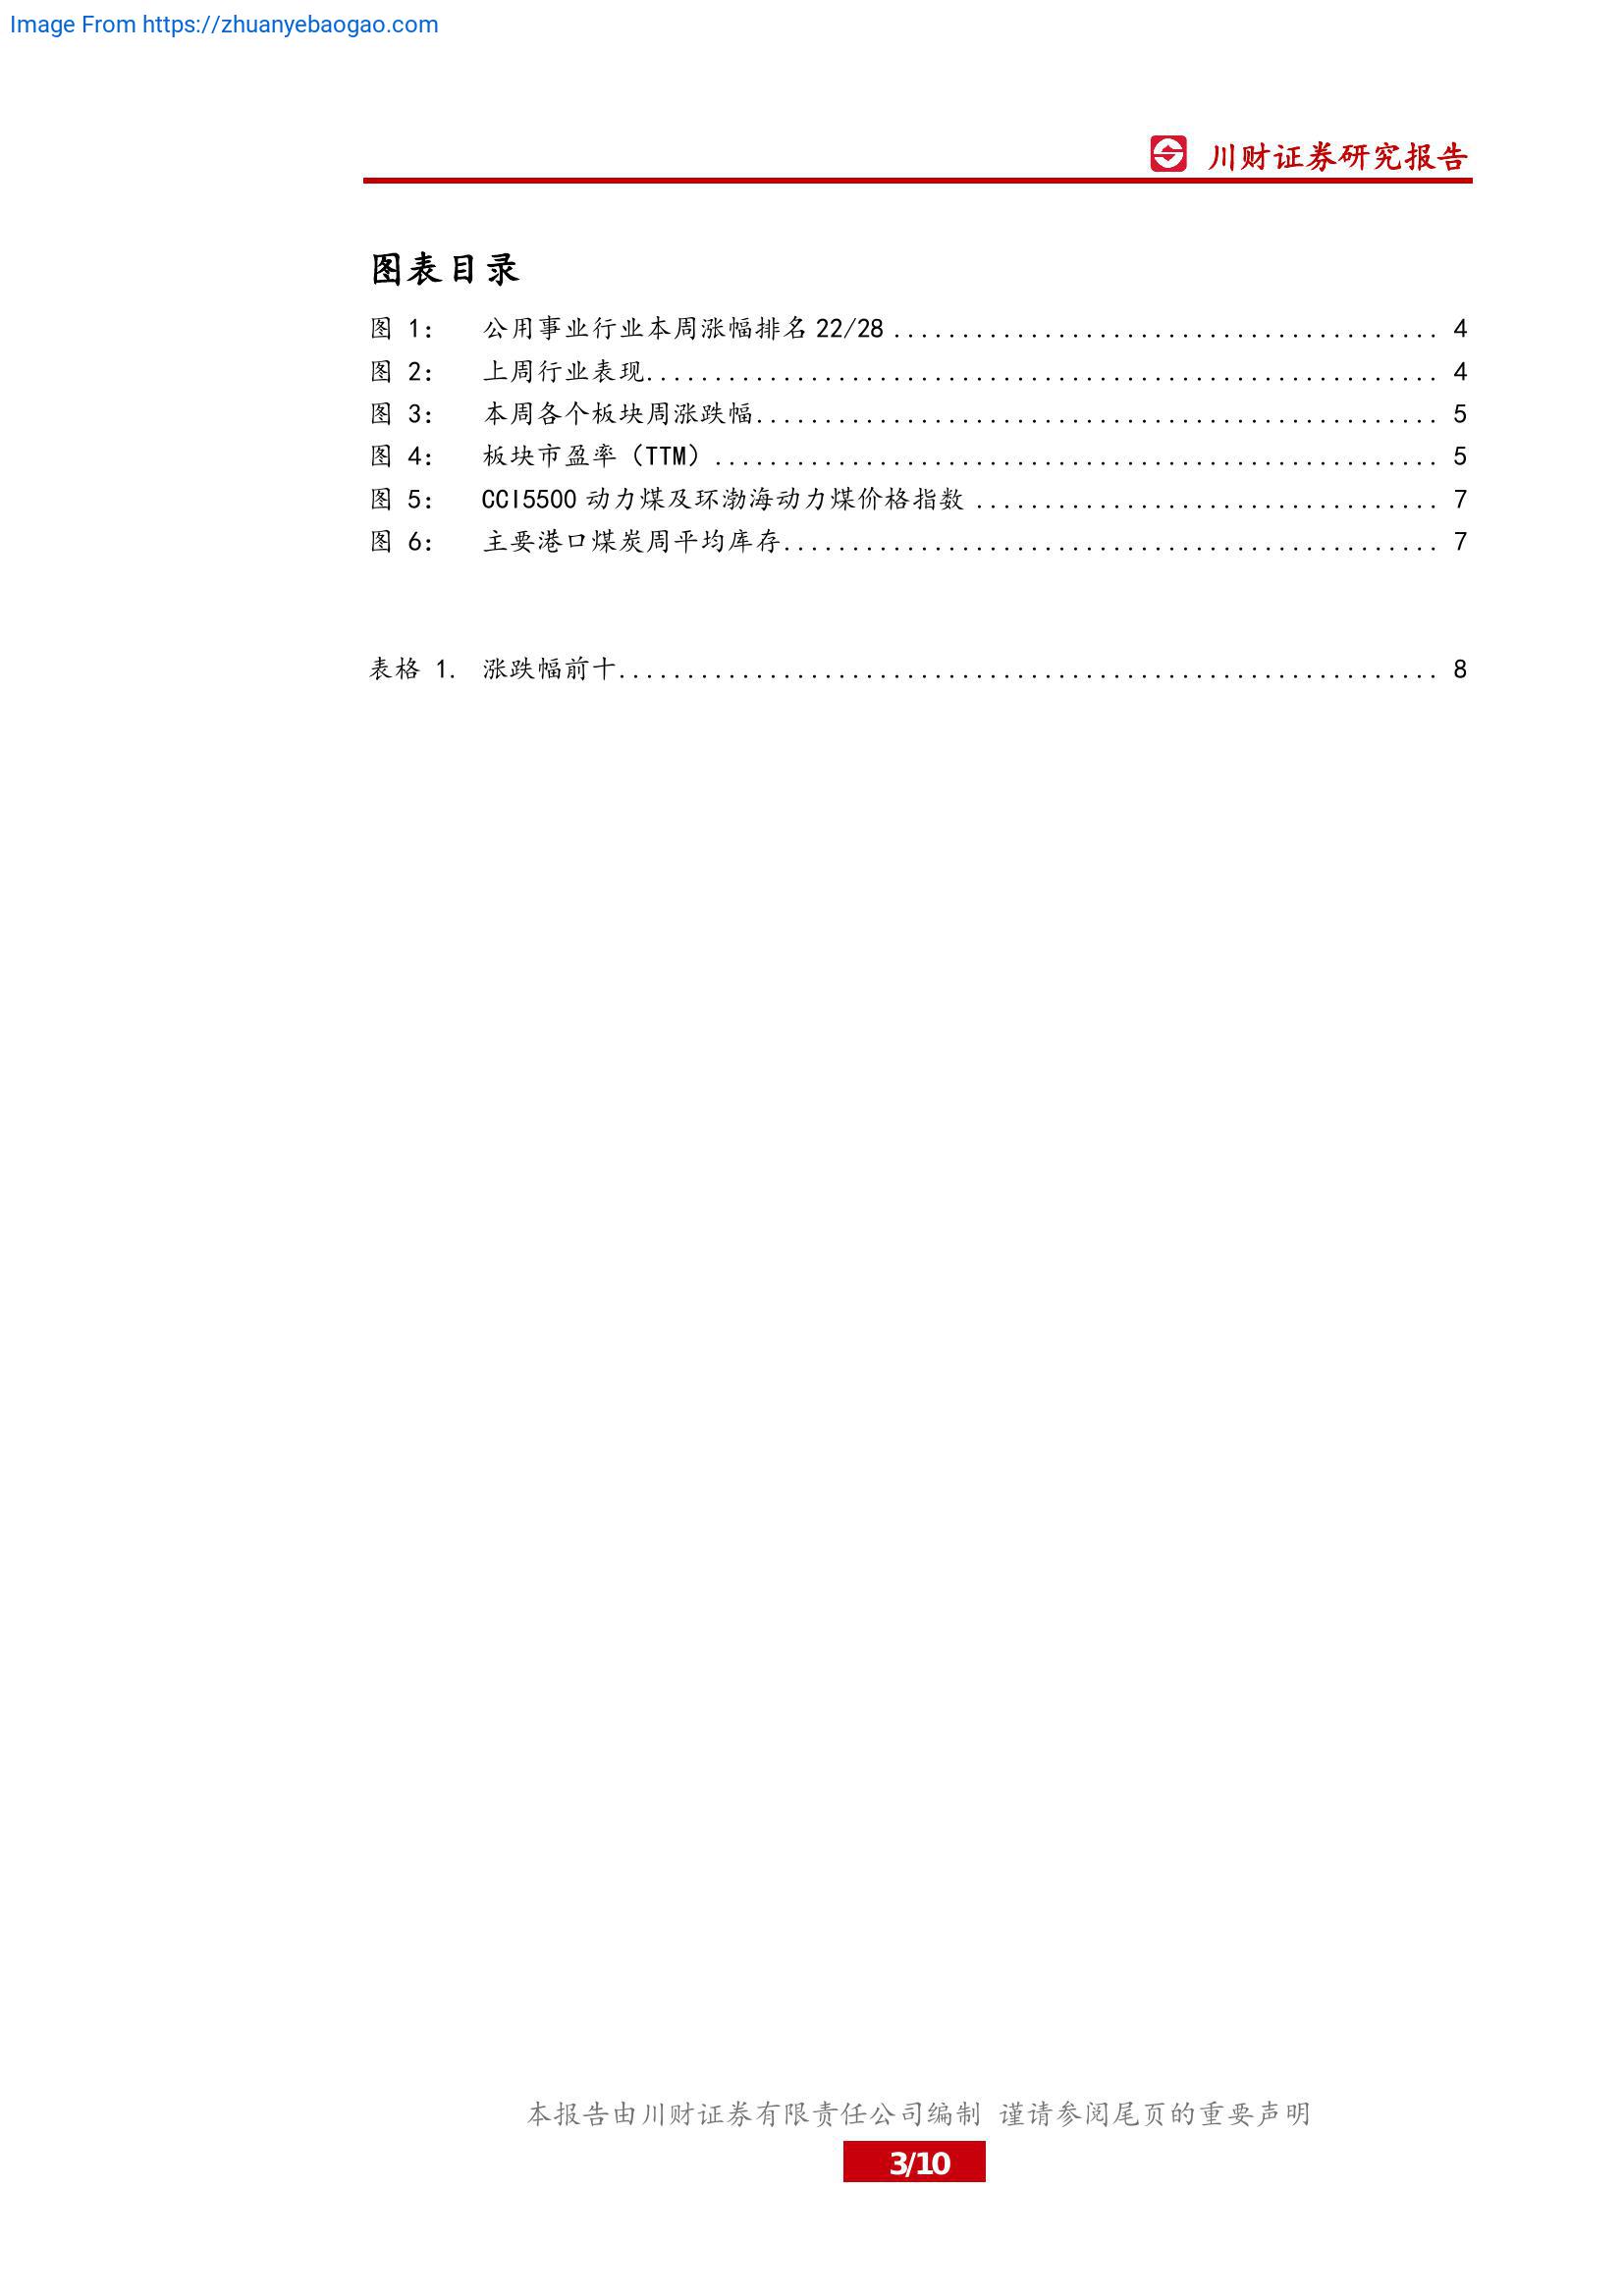 Image From https://zhuanyebaogao.com
川财证券研究报告
图表目录
图 1： 公用事业行业本周涨幅排名 22/28 ........................................ 4
图 2： 上周行业表现.......................................................... 4
图 3： 本周各个板块周涨跌幅.................................................. 5
图 4： 板块市盈率（TTM）..................................................... 5
图 5： CCI5500 动力煤及环渤海动力煤价格指数 .................................. 7
图 6： 主要港口煤炭周平均库存................................................ 7
表格 1. 涨跌幅前十............................................................ 8
本报告由川财证券有限责任公司编制 谨请参阅尾页的重要声明
3/10